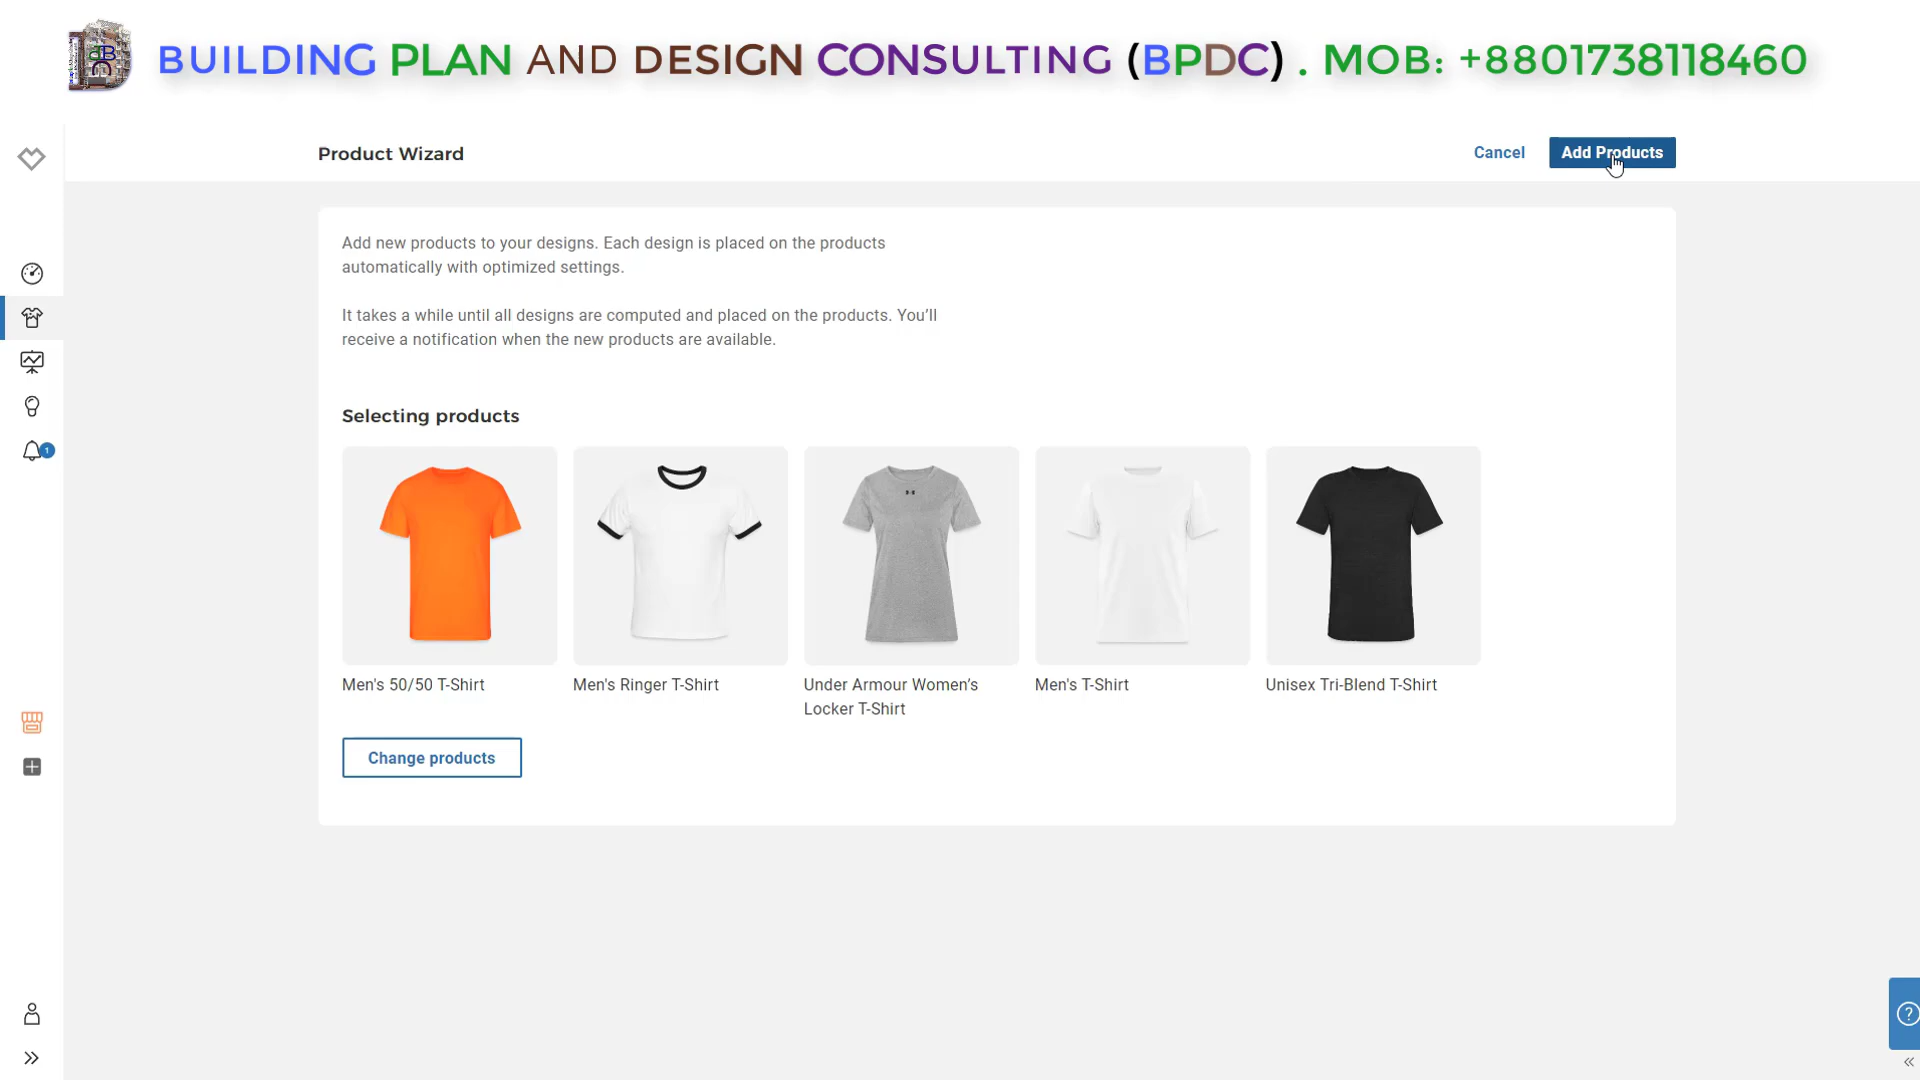 BUILDING PLAN AND DESIGN CONSULTING (BPDC) . MOB: +8801738118460
Product Wizard
Cancel
Add Products
Add new products to your designs. Each design is placed on the products
automatically with optimized settings.
It takes a while until all designs are computed and placed on the products. You’ll
receive a notification when the new products are available.
1
Selecting products
Men's 50/50 T-Shirt
Men's Ringer T-Shirt
Under Armour Women’s
Locker T-Shirt
Men's T-Shirt
Unisex Tri-Blend T-Shirt
Change products
?